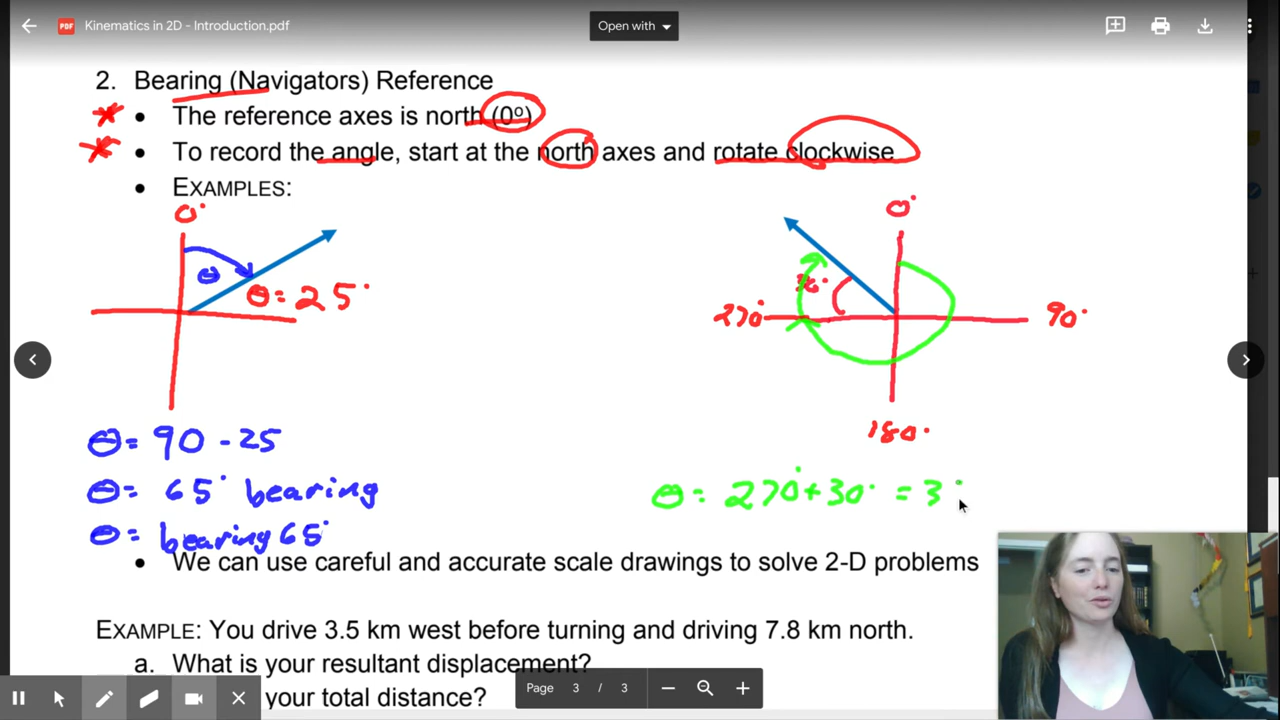 Kinematics in 2D - Introduction.pdf
Open with
2. Bearing (Navigators) Reference
• The reference axes is north (0º)
• To record the angle, start at the north axes and rotate clockwise
• EXAMPLES:
0°
0°
θ
θ= 25°
30°
270°
90°
180°
θ= 90 - 25
θ= 65° bearing
θ= 270°+30° = 3°
θ= bearing 65°
• We can use careful and accurate scale drawings to solve 2-D problems
EXAMPLE: You drive 3.5 km west before turning and driving 7.8 km north.
a. What is your resultant displacement?
your total distance?
Page 3 / 3